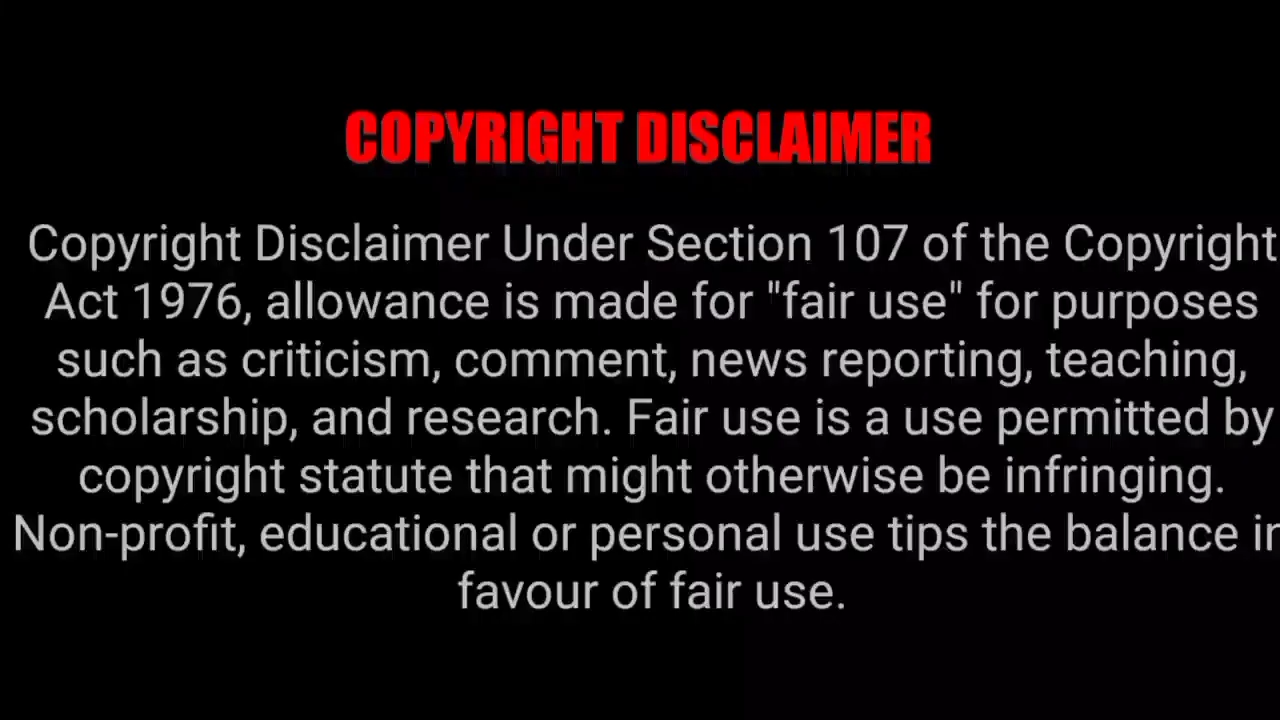 COPYRIGHT DISCLAIMER
Copyright Disclaimer Under Section 107 of the Copyright
Act 1976, allowance is made for "fair use" for purposes
such as criticism, comment, news reporting, teaching,
scholarship, and research. Fair use is a use permitted by
copyright statute that might otherwise be infringing.
Non-profit, educational or personal use tips the balance in
favour of fair use.